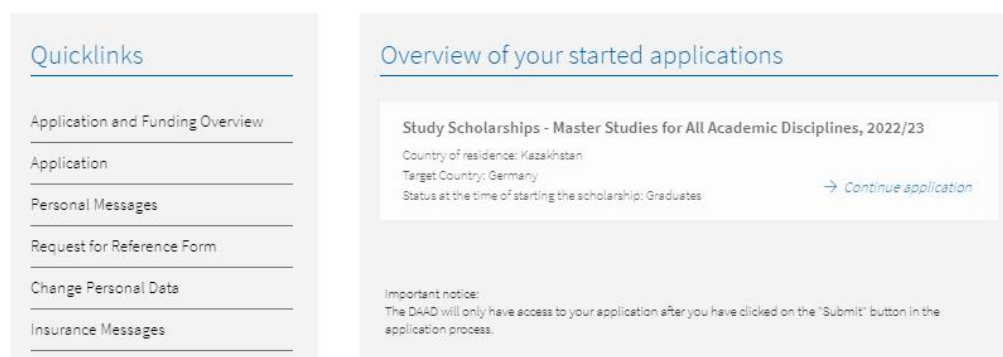 Quicklinks
Application and Funding Overview
Application
Personal Messages
Request for Reference Form
Change Personal Data
Insurance Messages
Overview of your started applications
Study Scholarships - Master Studies for All Academic Disciplines, 2022/23
Country of residence: Kazakhstan
Target Country: Germany
Status at the time of starting the scholarship: Graduates
→ Continue application
Important notice:
The DAAD will only have access to your application after you have clicked on the "Submit" button in the
application process.